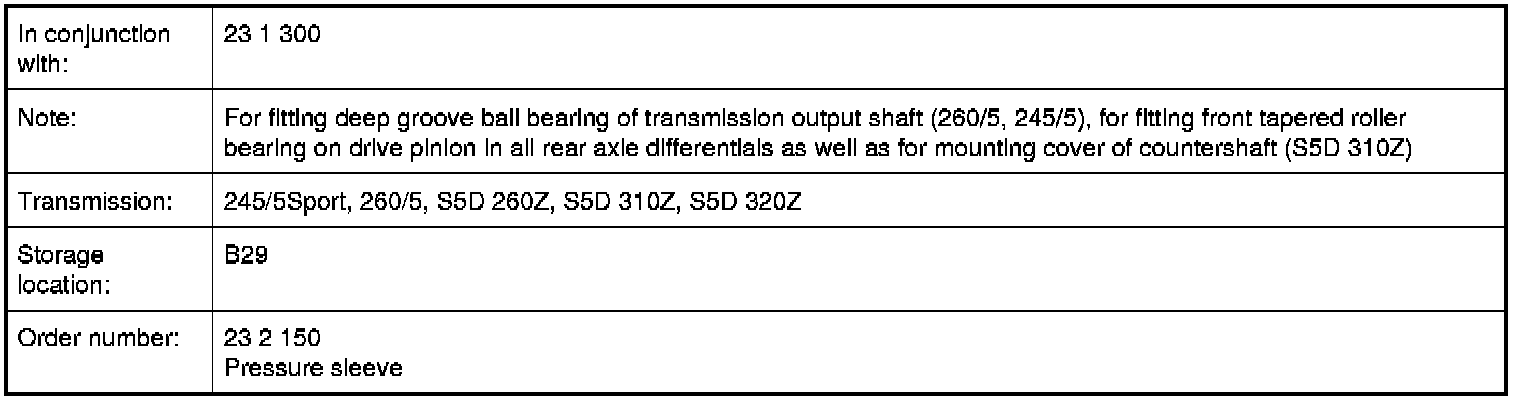 In conjunction 23 1 300
with:
Note: For fitting deep groove ball bearing of transmission output shaft (260/5, 245/5), for fitting front tapered roller
bearing on drive pinion in all rear axle differentials as well as for mounting cover of countershaft (S5D 310Z)
Transmission: 245/5Sport, 260/5, S5D 260Z, S5D 310Z, S5D 320Z
Storage B29
location:
Order number: 23 2 150
Pressure sleeve